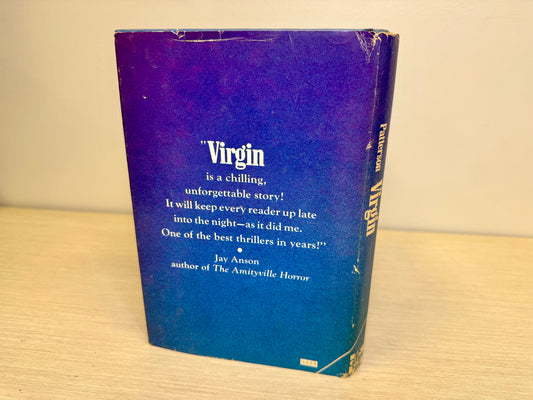 "Virgin
is a chilling,
unforgettable story!
It will keep every reader up late
into the night—as it did me.
One of the best thrillers in years!"
•
Jay Anson
author of The Amityville Horror
Patterson Virgin